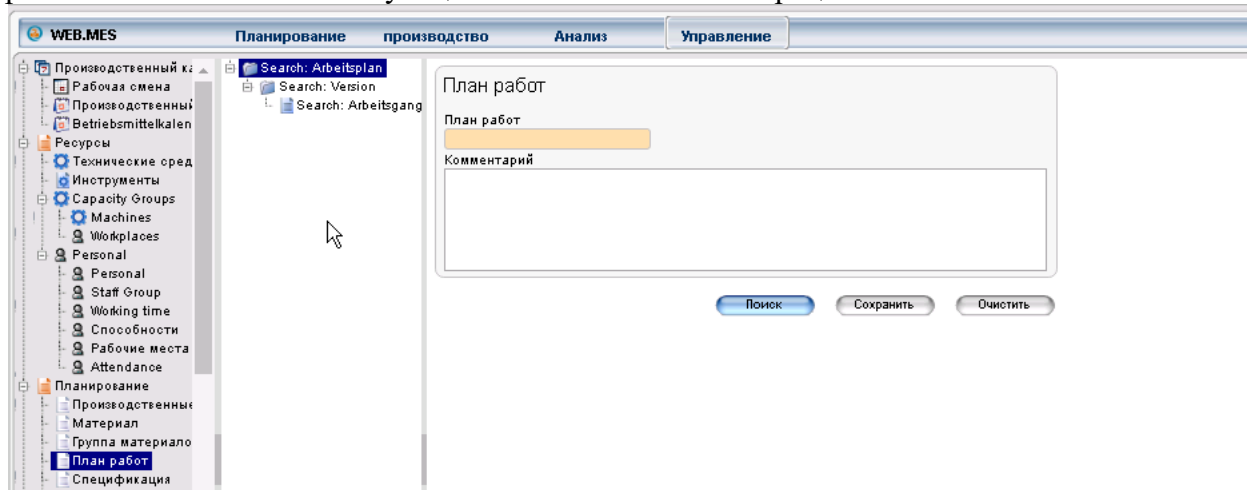 WEB.MES
Планирование
производство
Анализ
Управление
Производственный ка
Рабочая смена
Производственный
Betriebsmittelkalen
Ресурсы
Технические сред
Инструменты
Capacity Groups
Machines
Workplaces
Personal
Personal
Staff Group
Working time
Способности
Рабочие места
Attendance
Планирование
Производственные
Материал
Группа материало
План работ
Спецификация
Search: Arbeitsplan
Search: Version
Search: Arbeitsgang
План работ
План работ
Комментарий
Поиск
Сохранить
Очистить